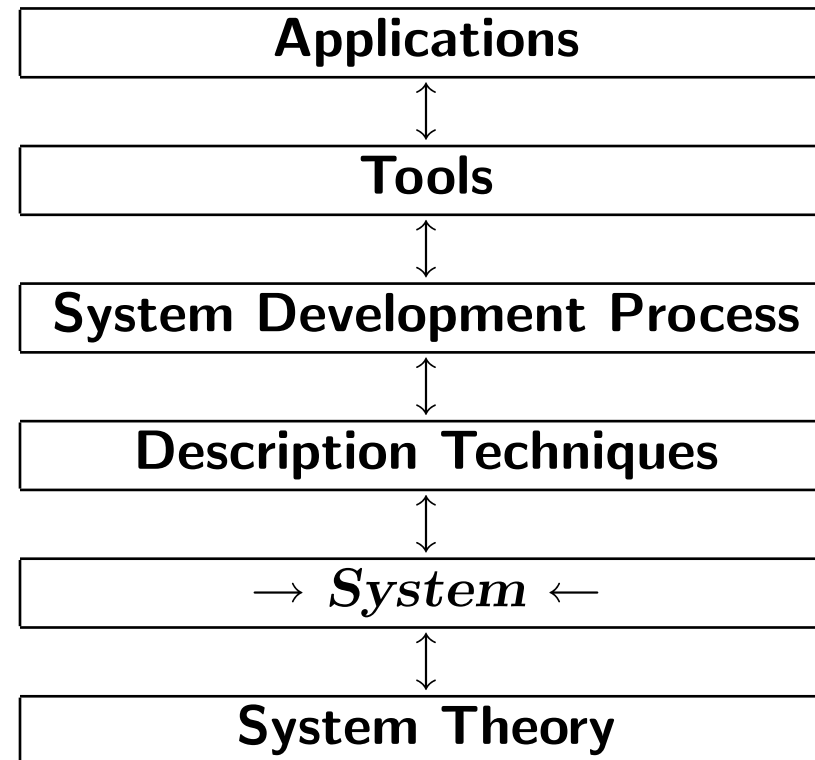 Applications
Tools
System Development Process
Description Techniques
→ System ←
System Theory